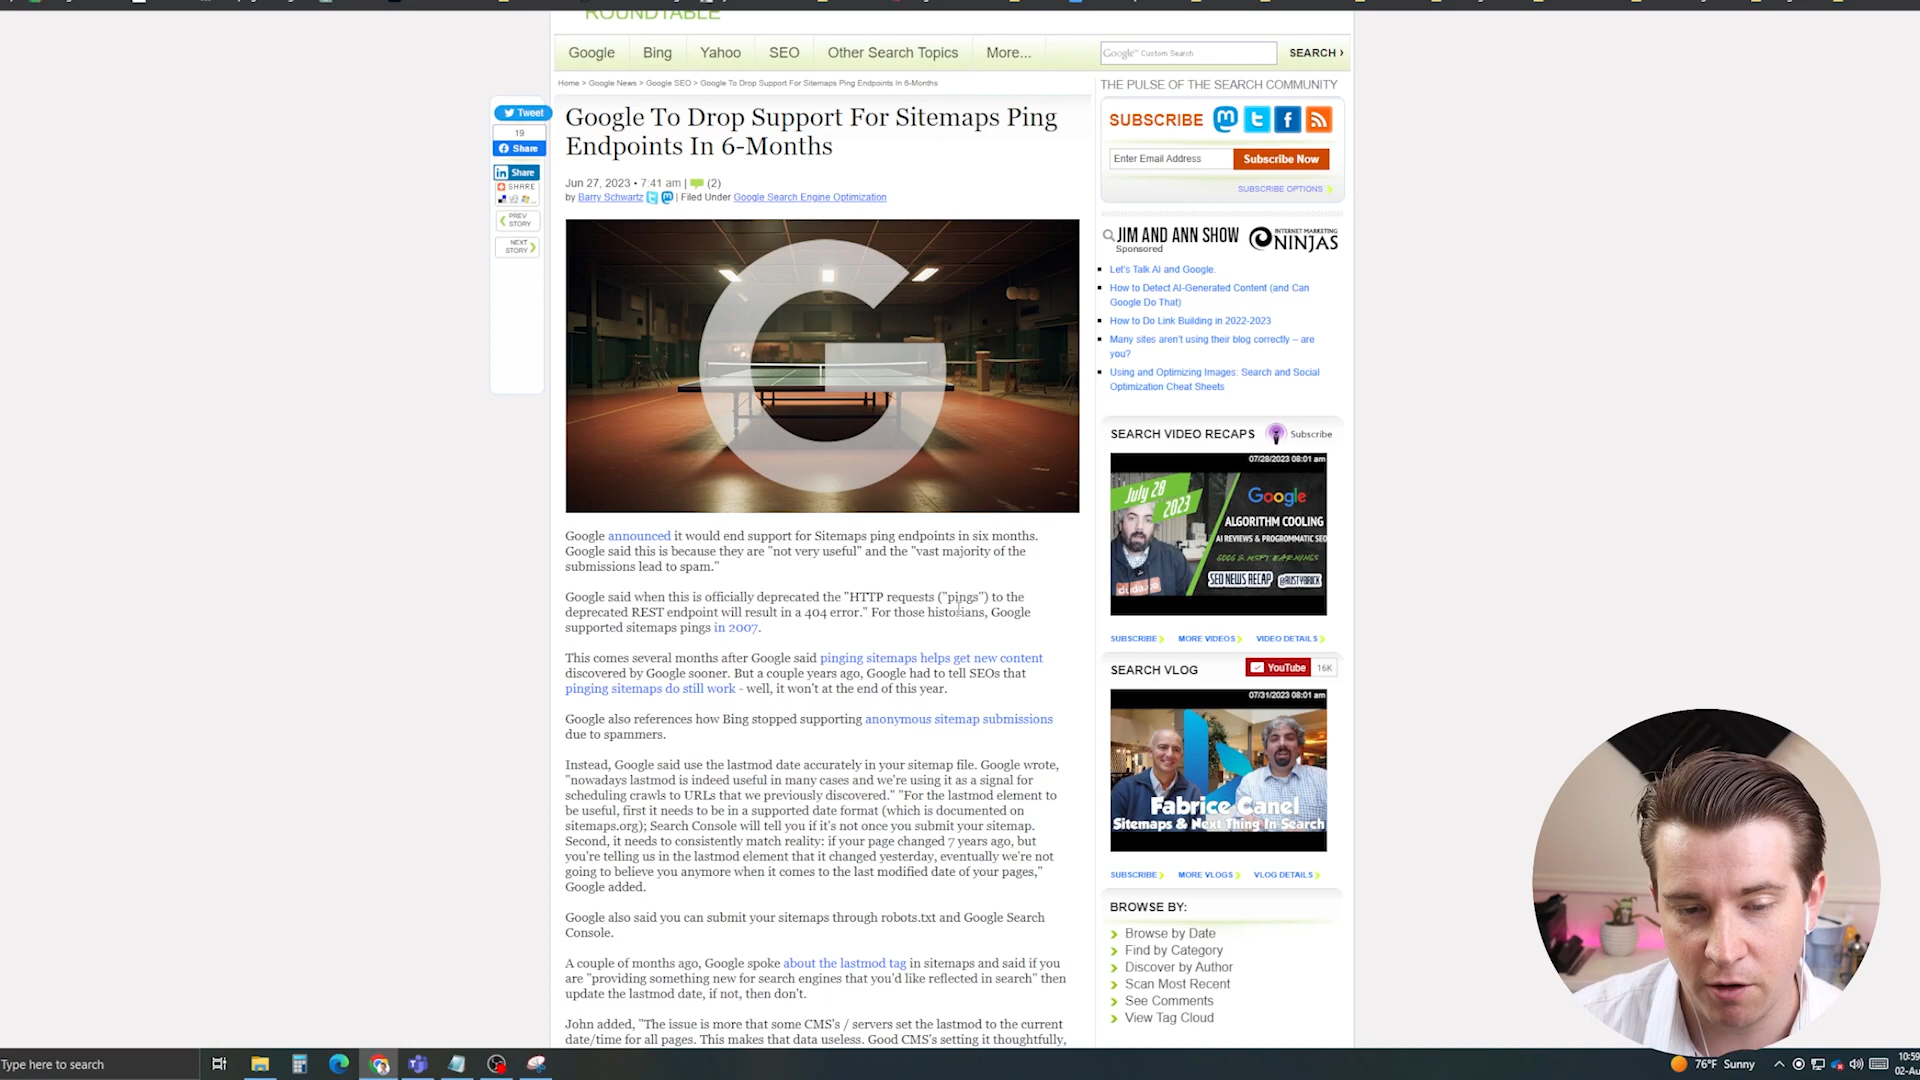 ROUNDTABLE
Google
Bing
Yahoo
SEO
Other Search Topics
More...
Google™ Custom Search
SEARCH ›
Home > Google News > Google SEO > Google To Drop Support For Sitemaps Ping Endpoints In 6-Months
THE PULSE OF THE SEARCH COMMUNITY
Tweet
19
Share
Share
SHARE
PREV
STORY
NEXT
STORY
Google To Drop Support For Sitemaps Ping
Endpoints In 6-Months
Jun 27, 2023 • 7:41 am | (2)
by Barry Schwartz | Filed Under Google Search Engine Optimization
Google announced it would end support for Sitemaps ping endpoints in six months.
Google said this is because they are "not very useful" and the "vast majority of the
submissions lead to spam."
Google said when this is officially deprecated the "HTTP requests ("pings") to the
deprecated REST endpoint will result in a 404 error." For those historians, Google
supported sitemaps pings in 2007.
This comes several months after Google said pinging sitemaps helps get new content
discovered by Google sooner. But a couple years ago, Google had to tell SEOs that
pinging sitemaps do still work - well, it won't at the end of this year.
Google also references how Bing stopped supporting anonymous sitemap submissions
due to spammers.
Instead, Google said use the lastmod date accurately in your sitemap file. Google wrote,
"nowadays lastmod is indeed useful in many cases and we're using it as a signal for
scheduling crawls to URLs that we previously discovered." "For the lastmod element to
be useful, first it needs to be in a supported date format (which is documented on
sitemaps.org); Search Console will tell you if it's not once you submit your sitemap.
Second, it needs to consistently match reality: if your page changed 7 years ago, but
you're telling us in the lastmod element that it changed yesterday, eventually we're not
going to believe you anymore when it comes to the last modified date of your pages,"
Google added.
Google also said you can submit your sitemaps through robots.txt and Google Search
Console.
A couple of months ago, Google spoke about the lastmod tag in sitemaps and said if you
are "providing something new for search engines that you'd like reflected in search" then
update the lastmod date, if not, then don't.
John added, "The issue is more that some CMS's / servers set the lastmod to the current
date/time for all pages. This makes that data useless. Good CMS's setting it thoughtfully,
SUBSCRIBE
Enter Email Address
Subscribe Now
SUBSCRIBE OPTIONS
JIM AND ANN SHOW
INTERNET MARKETING
NINJAS
Sponsored
Let's Talk AI and Google.
How to Detect AI-Generated Content (and Can
Google Do That)
How to Do Link Building in 2022-2023
Many sites aren't using their blog correctly – are
you?
Using and Optimizing Images: Search and Social
Optimization Cheat Sheets
SEARCH VIDEO RECAPS
Subscribe
07/28/2023 08:01 am
July 28
2023
Google
ALGORITHM COOLING
AI REVIEWS & PROGROMMATIC SEO
GOOG & MSFT EARNINGS
SEO NEWS RECAP
@RUSTYBRICK
duda.co
SUBSCRIBE
MORE VIDEOS
VIDEO DETAILS
SEARCH VLOG
YouTube
16K
07/31/2023 08:01 am
Fabrice Canel
Sitemaps & Next Thing In Search
SUBSCRIBE
MORE VLOGS
VLOG DETAILS
BROWSE BY:
Browse by Date
Find by Category
Discover by Author
Scan Most Recent
See Comments
View Tag Cloud
Type here to search
76°F Sunny
10:59
02-Au